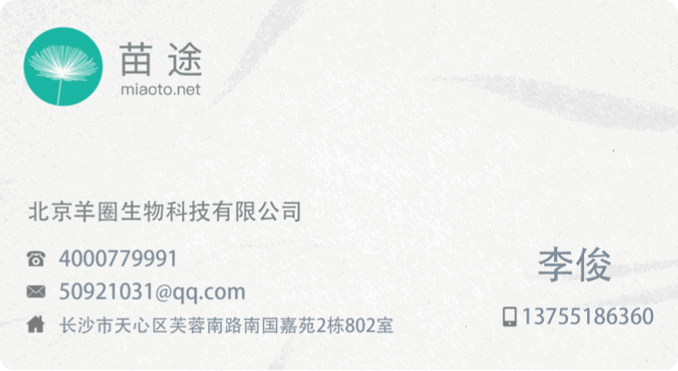 苗途
miaoto.net
北京羊圈生物科技有限公司
4000779991
50921031@qq.com
长沙市天心区芙蓉南路南国嘉苑2栋802室
李俊
13755186360